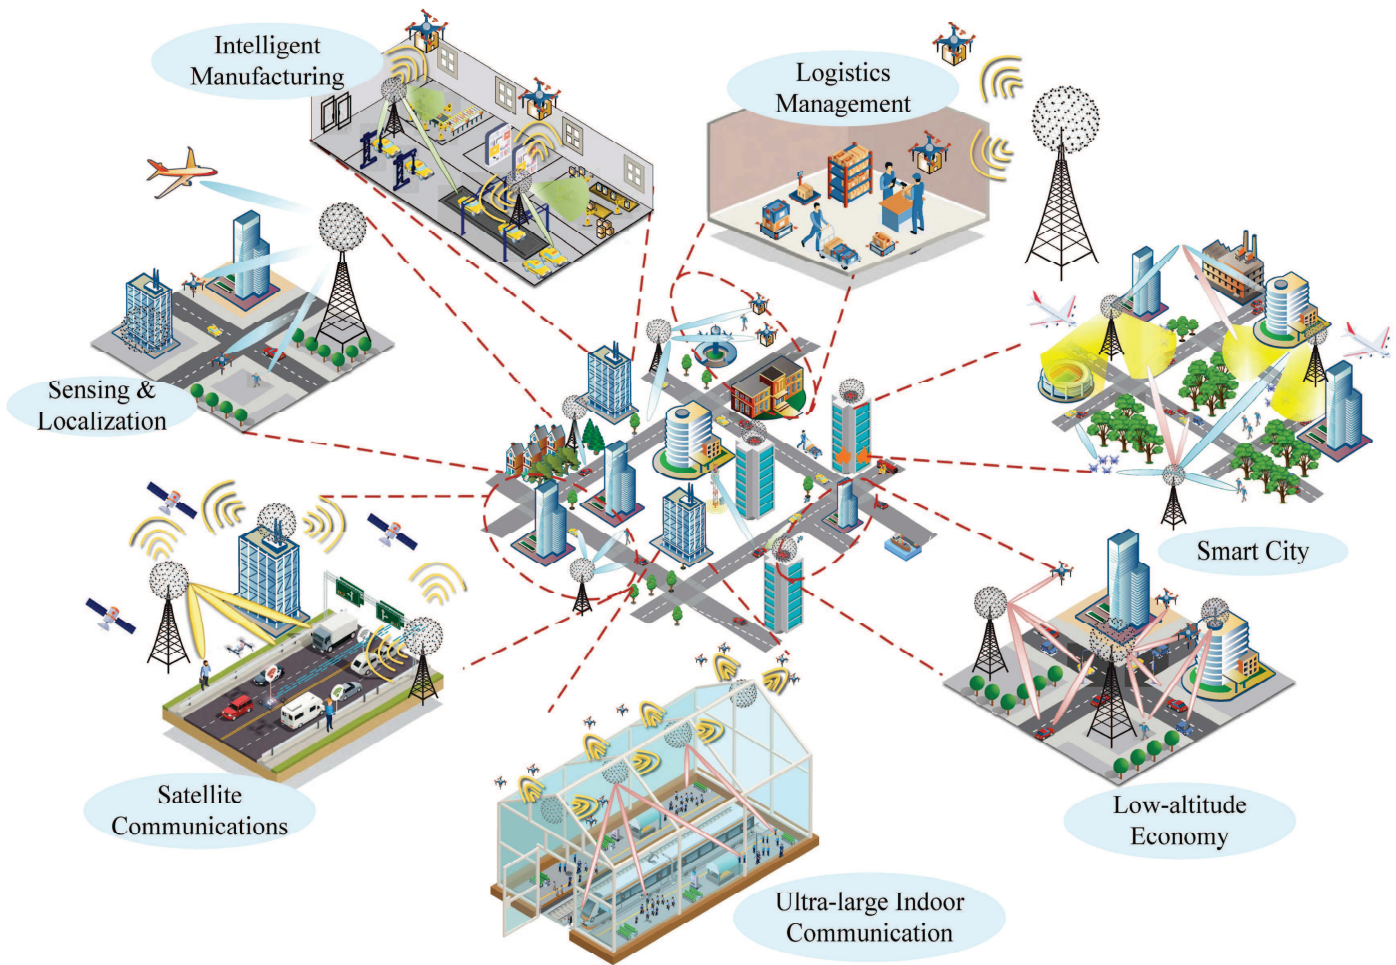 Intelligent
Manufacturing
Logistics
Management
Sensing &
Localization
Smart City
Satellite
Communications
Low-altitude
Economy
Ultra-large Indoor
Communication